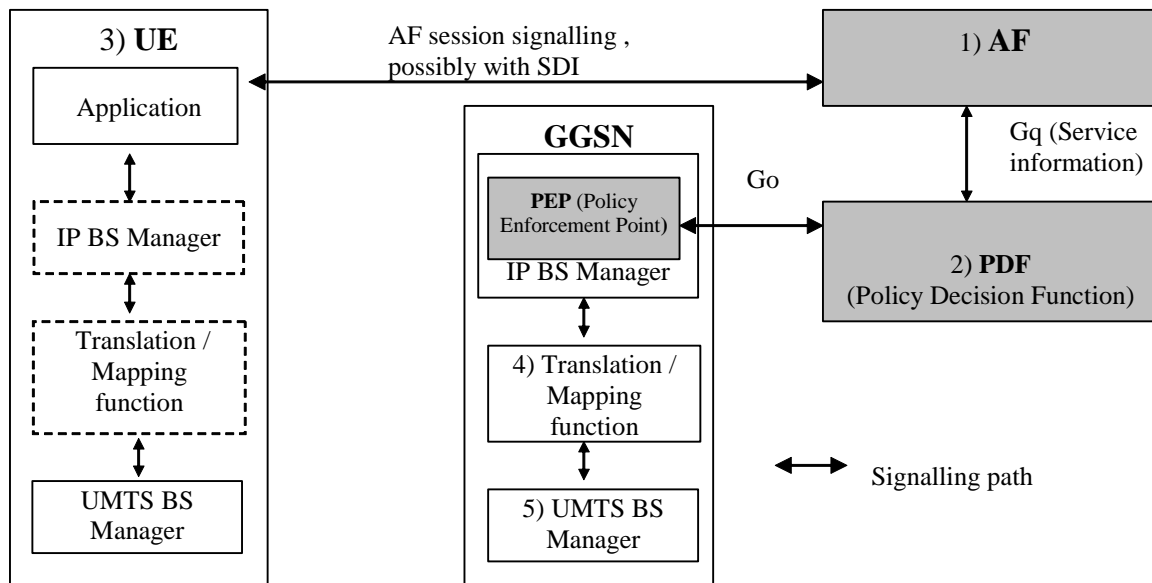 3) UE
Application
IP BS Manager
Translation /
Mapping
function
UMTS BS
Manager
AF session signalling ,
possibly with SDI
GGSN
PEP (Policy
Enforcement Point)
IP BS Manager
4) Translation /
Mapping
function
5) UMTS BS
Manager
Go
1) AF
Gq (Service
information)
2) PDF
(Policy Decision Function)
Signalling path